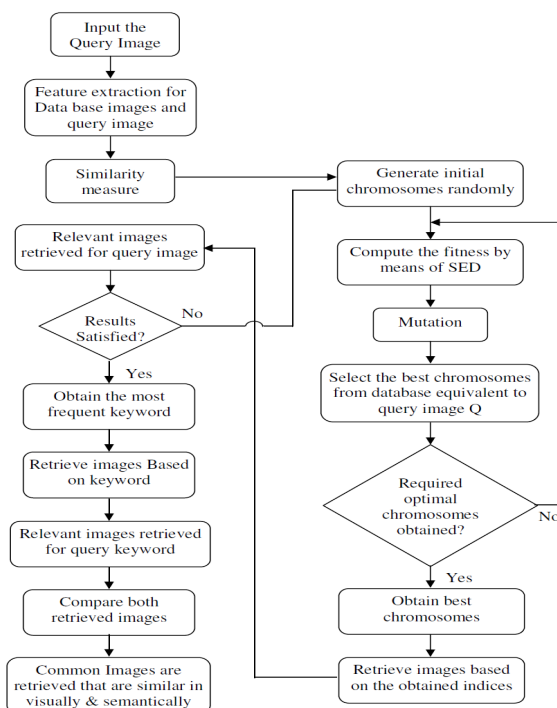 Input the
Query Image
Feature extraction for
Data base images and
query image
Similarity
measure
Generate initial
chromosomes randomly
Relevant images
retrieved for query image
Compute the fitness by
means of SED
Results
Satisfied?
No
Mutation
Yes
Select the best chromosomes
from database equivalent to
query image Q
Obtain the most
frequent keyword
Retrieve images Based
on keyword
Required
optimal
chromosomes
obtained?
No
Relevant images retrieved
for query keyword
Yes
Compare both
retrieved images
Obtain best
chromosomes
Common Images are
retrieved that are similar in
visually & semantically
Retrieve images based
on the obtained indices